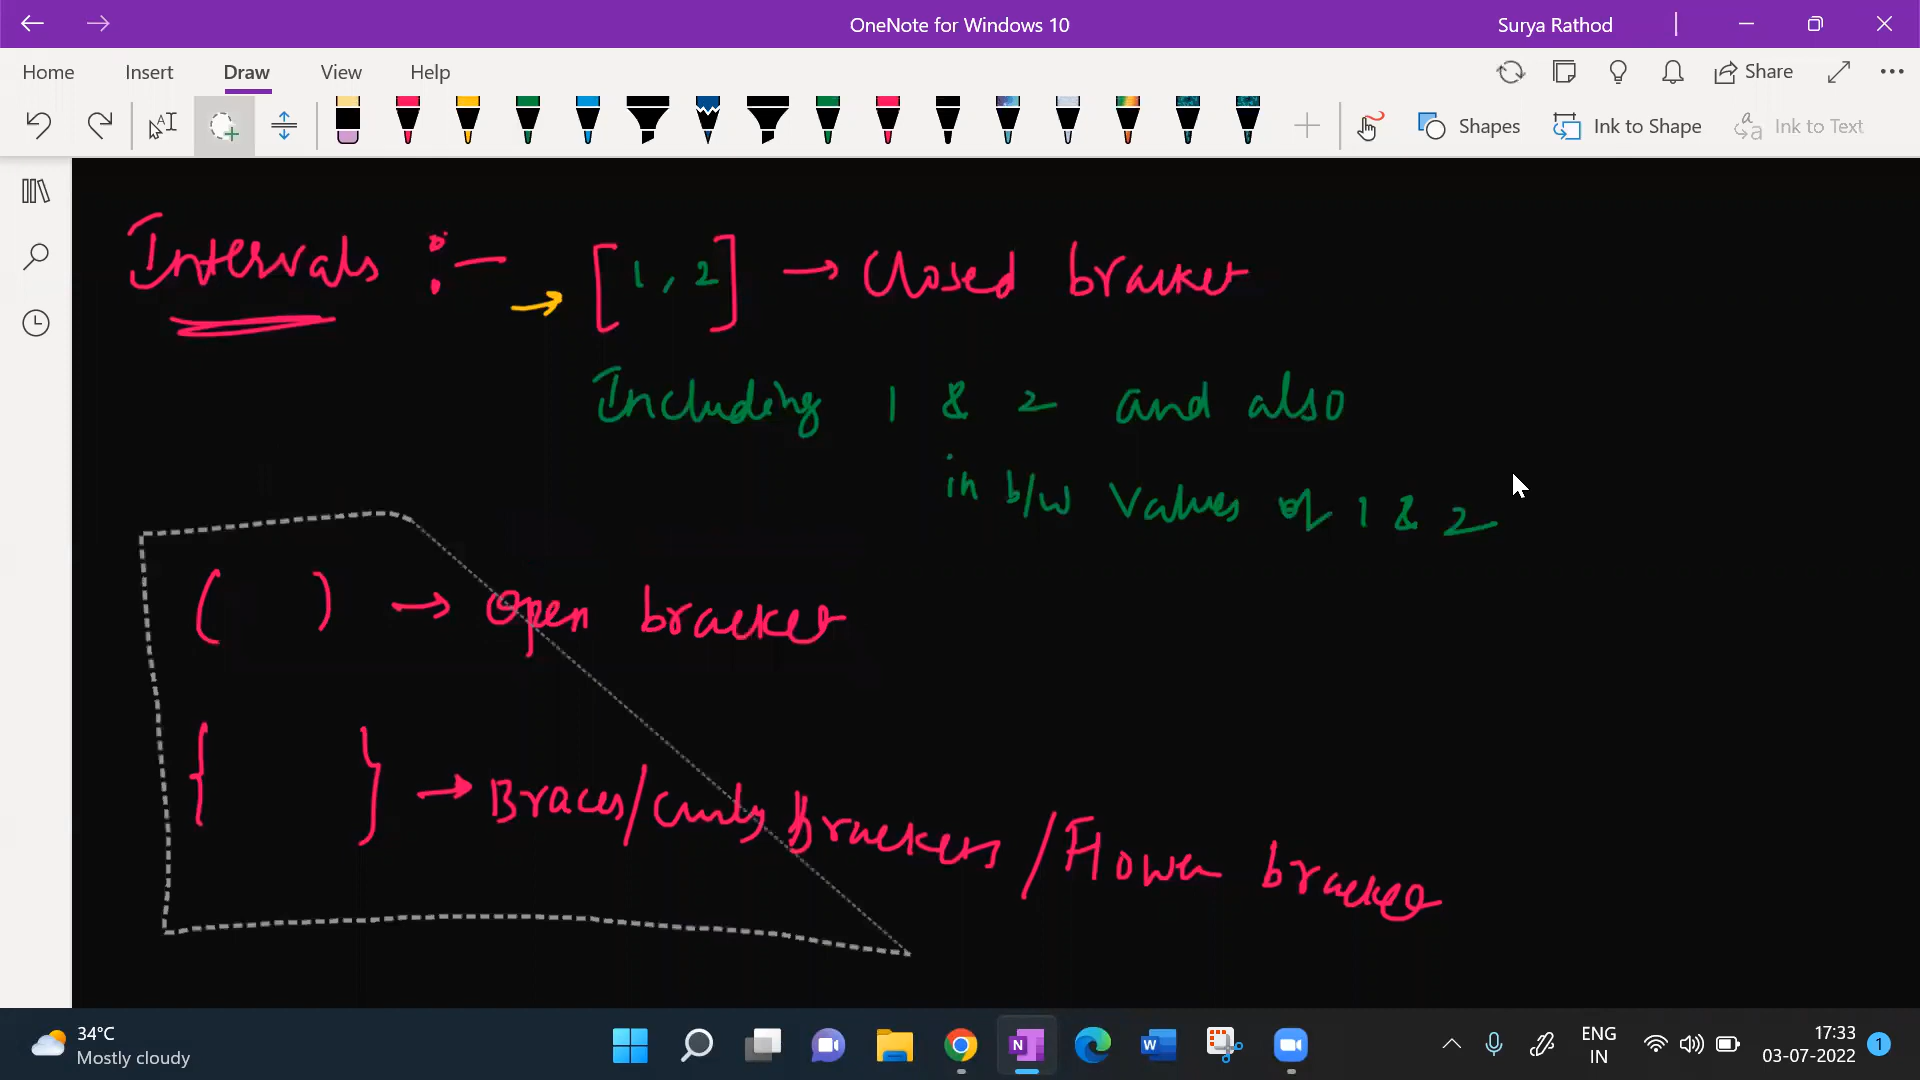 OneNote for Windows 10
Surya Rathod
Home Insert Draw View Help
Share
Shapes Ink to Shape Ink to Text
Intervals :- → [1, 2] → Closed bracket
Including 1 & 2 and also
in b/w Values of 1 & 2
( ) → Open bracket
{ } → Braces/Curly Brackets/Flower bracket
34°C
Mostly cloudy
ENG
IN
17:33
03-07-2022
1